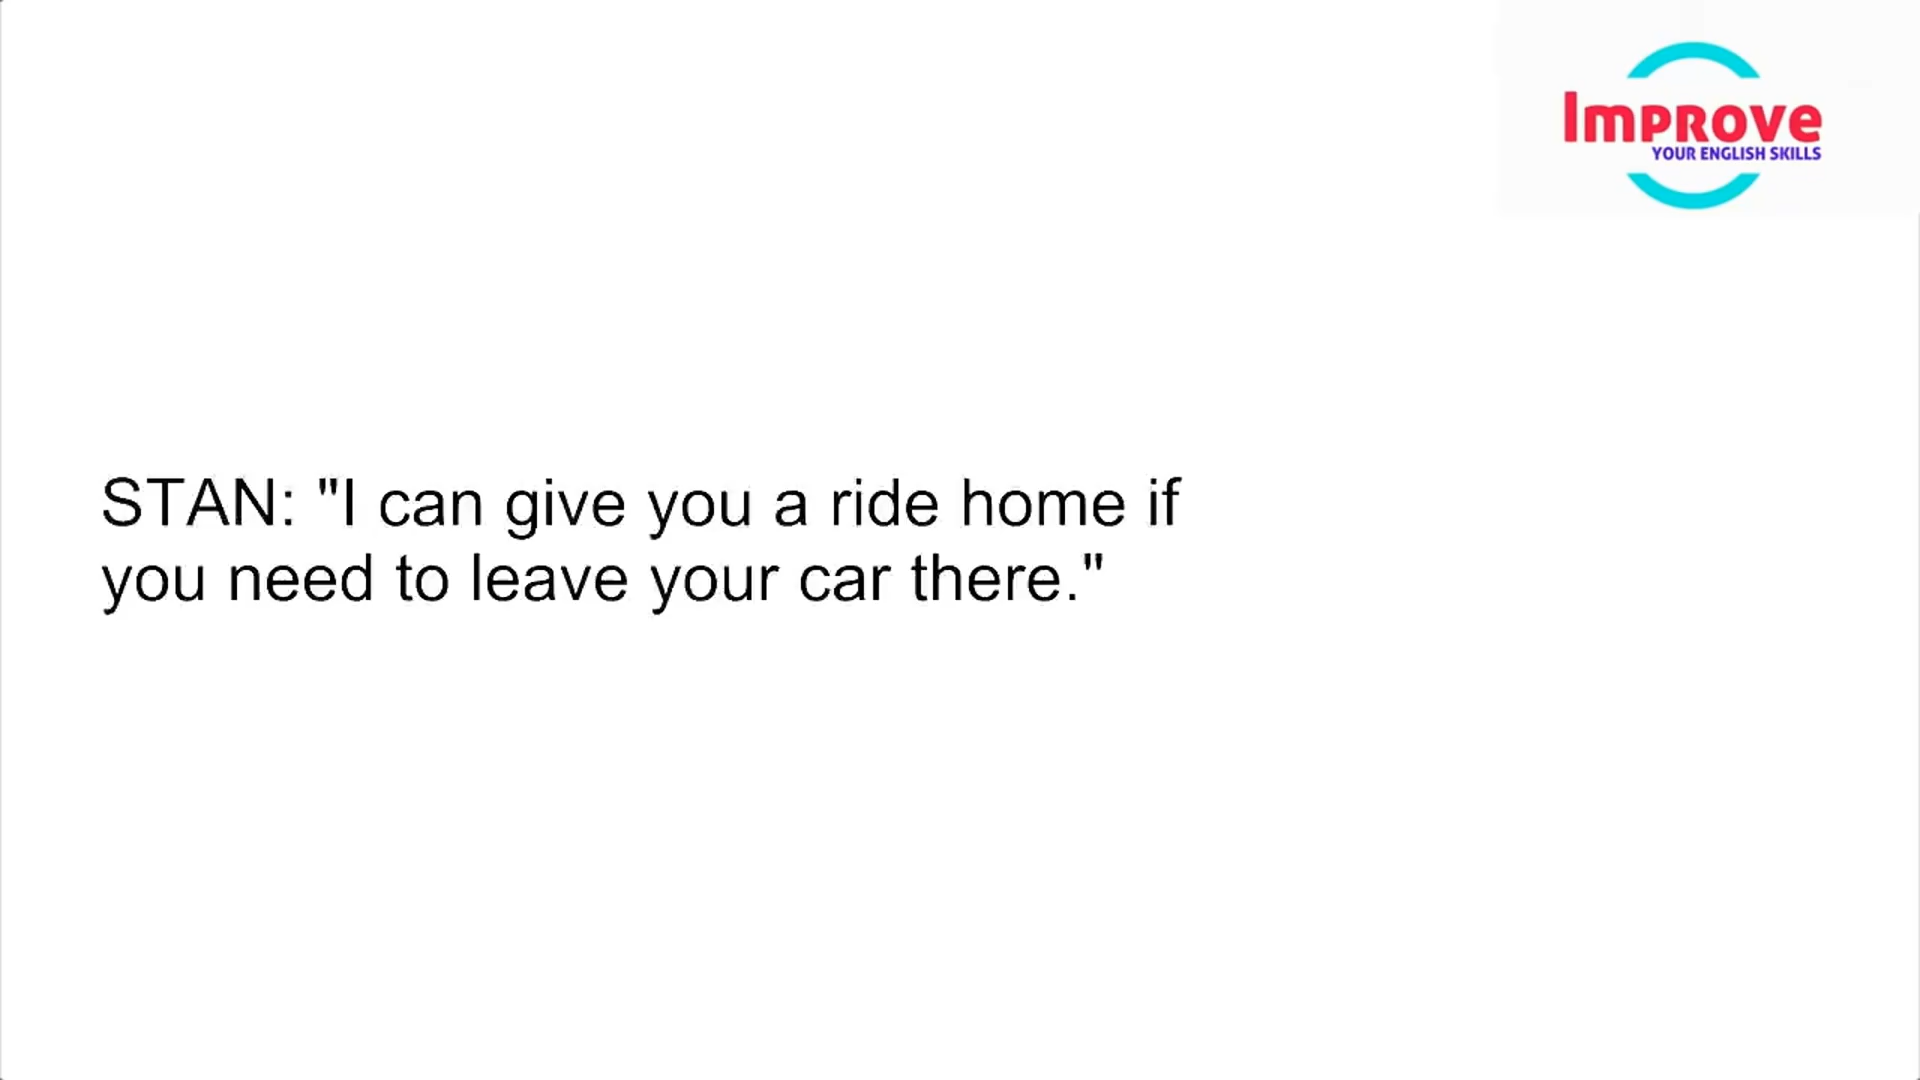 Improve
YOUR ENGLISH SKILLS
STAN: "I can give you a ride home if
you need to leave your car there."